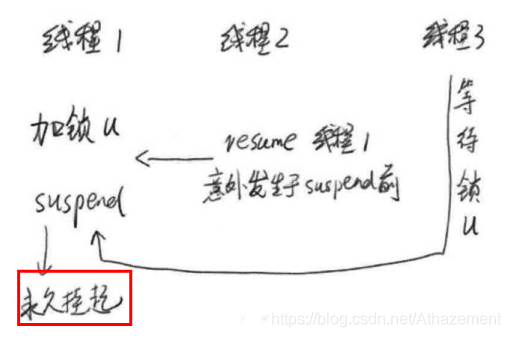 线程1 线程2 线程3
加锁u
resume 线程1
意外发生于suspend前
suspend
永久挂起
等待锁u
https://blog.csdn.net/Athazement